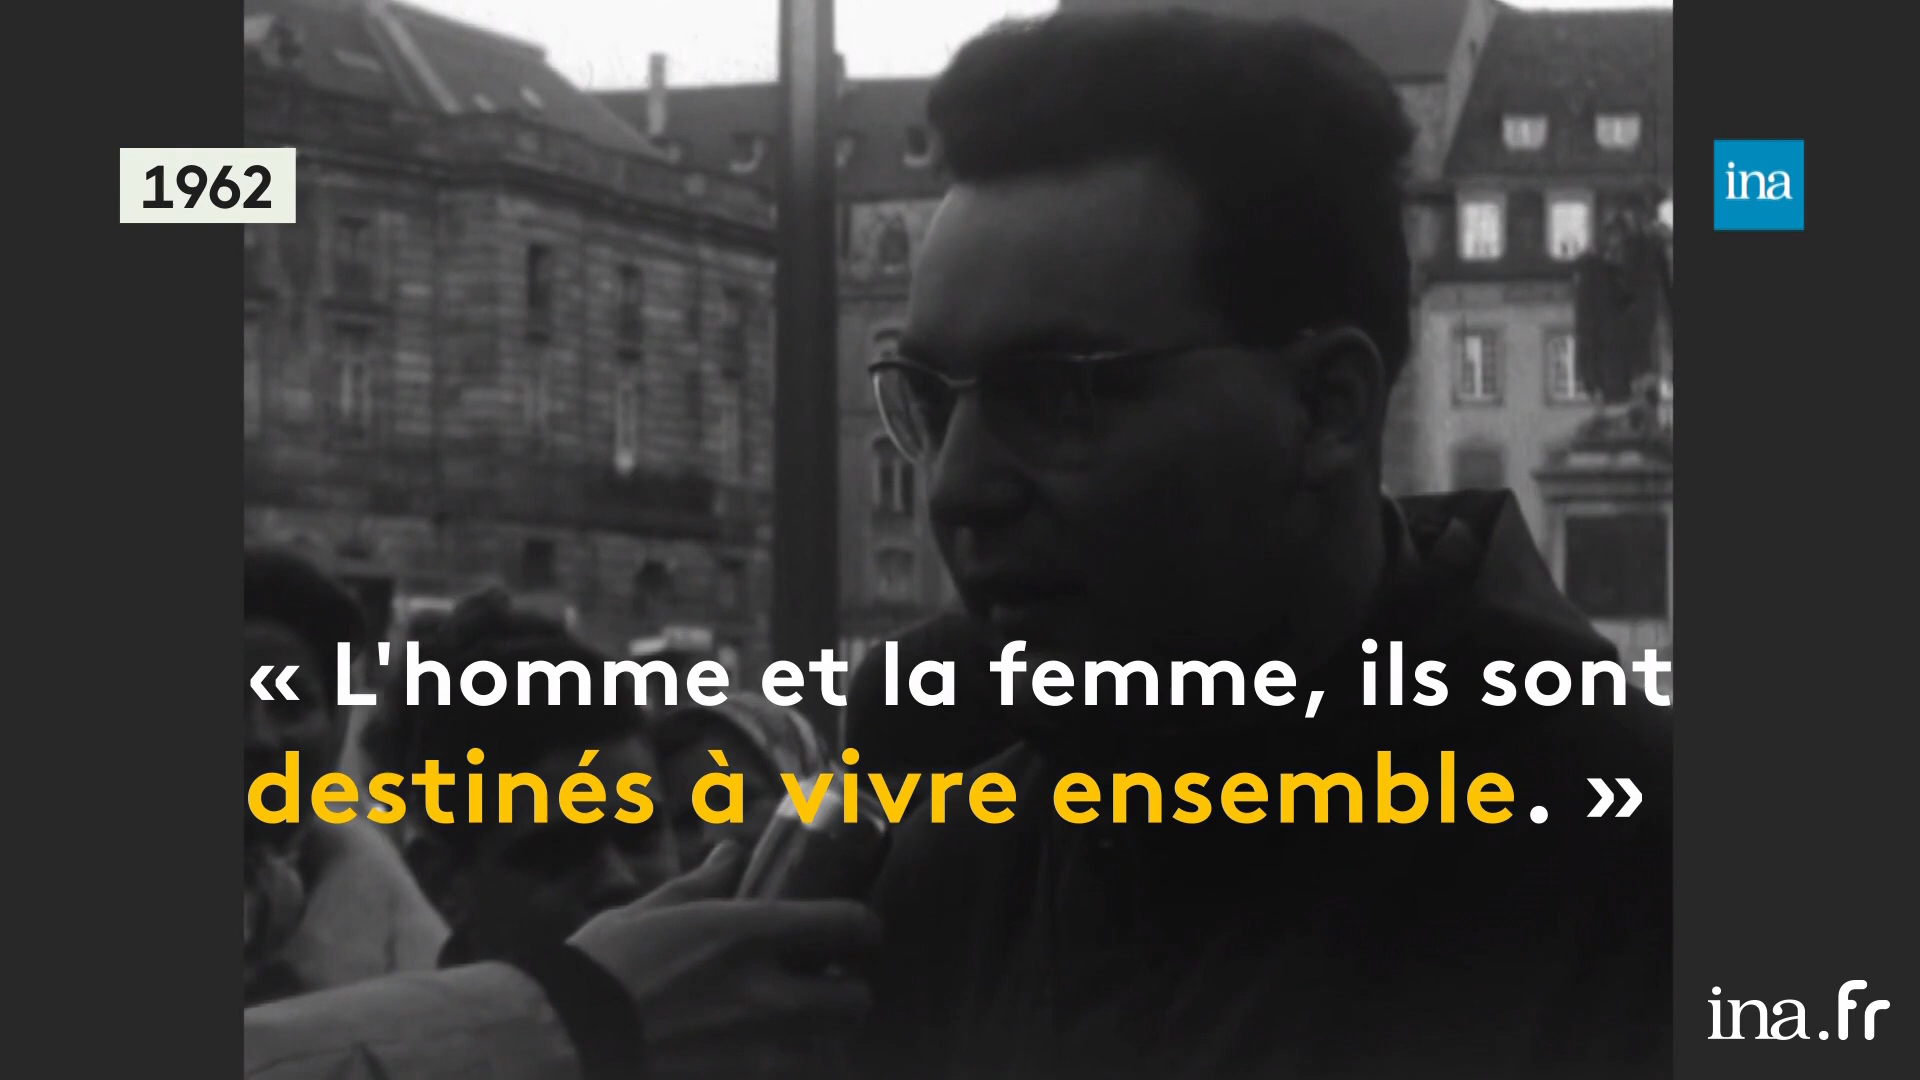 1962
ina
« L'homme et la femme, ils sont
destinés à vivre ensemble. »
ina.fr